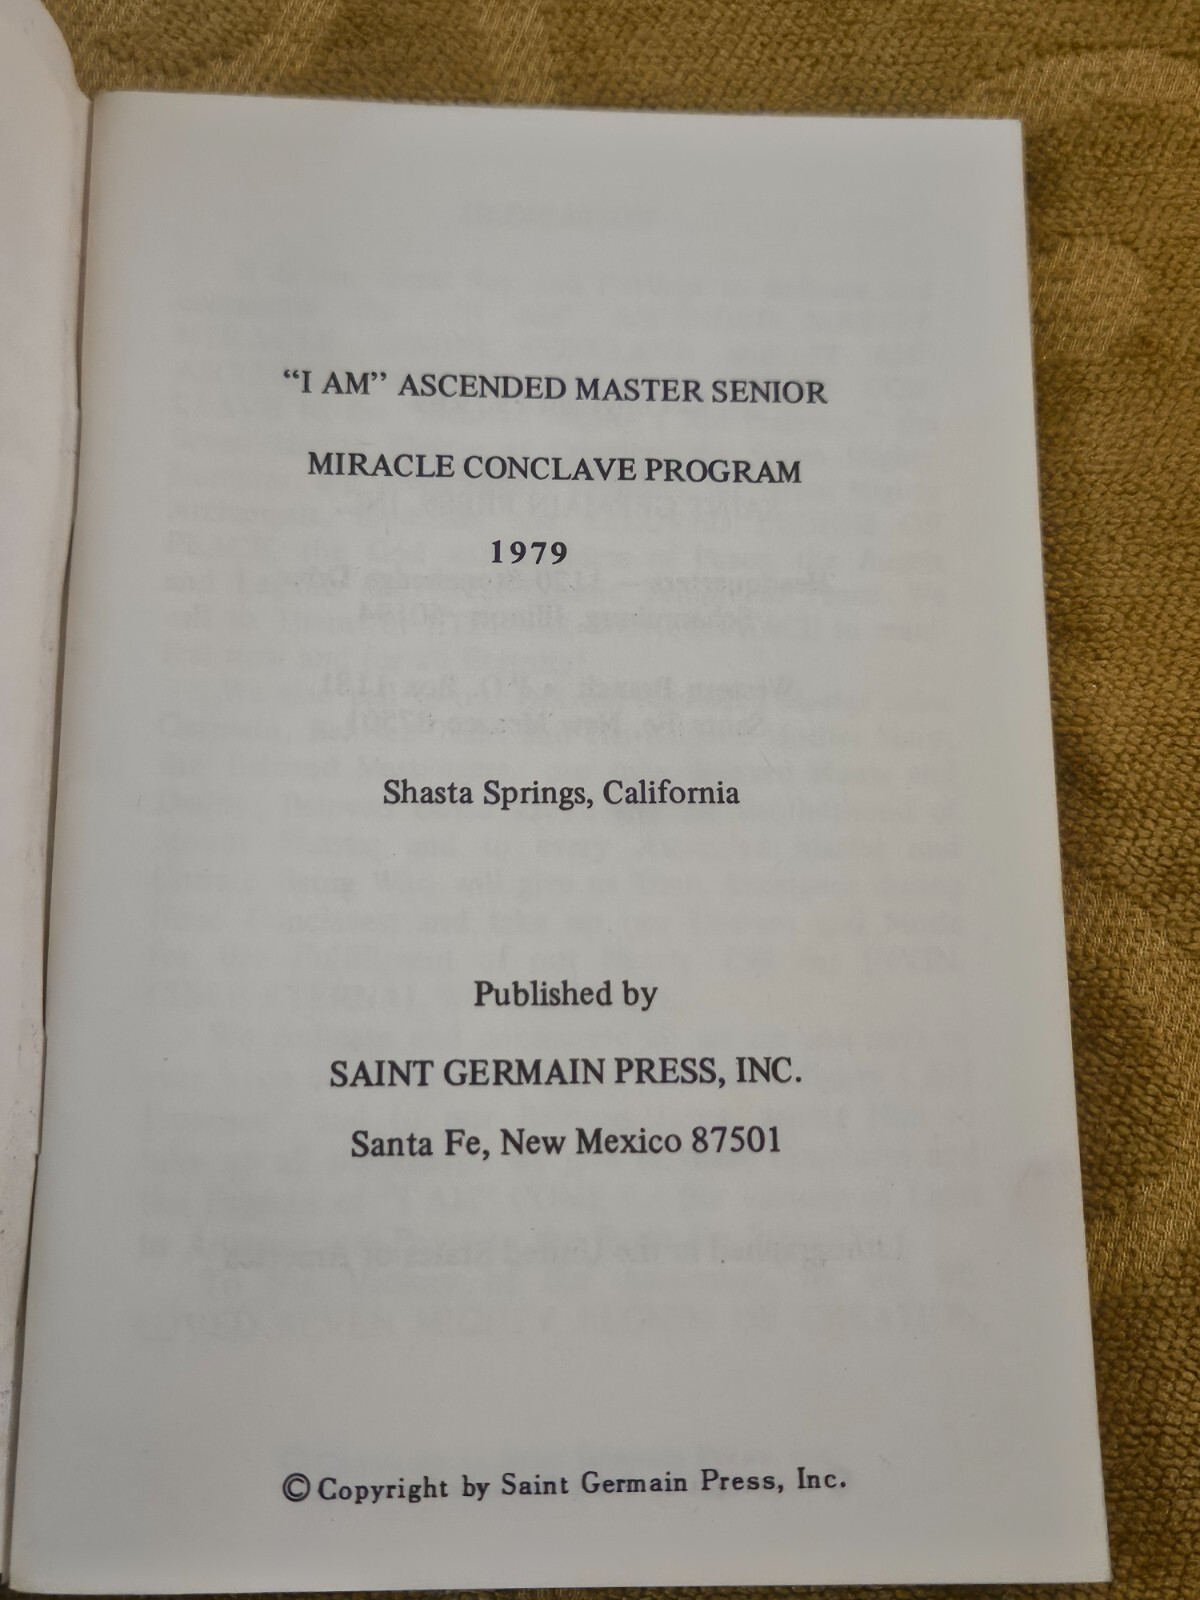 “I AM” ASCENDED MASTER SENIOR
MIRACLE CONCLAVE PROGRAM
1979
Shasta Springs, California
Published by
SAINT GERMAIN PRESS, INC.
Santa Fe, New Mexico 87501
© Copyright by Saint Germain Press, Inc.